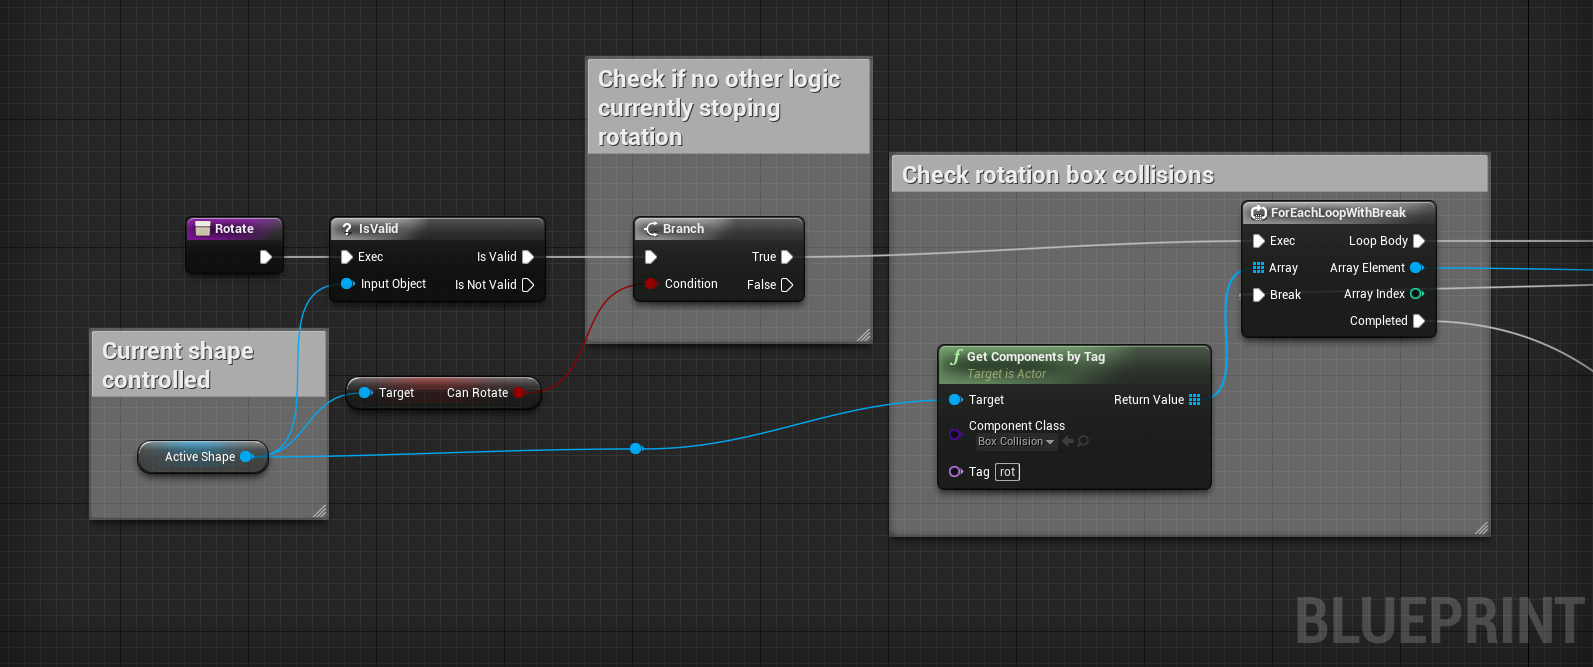 Check if no other logic
currently stoping
rotation
Check rotation box collisions
Rotate
? IsValid
Exec
Is Valid
Input Object
Is Not Valid
Branch
True
Condition
False
ForEachLoopWithBreak
Exec
Loop Body
Array
Array Element
Break
Array Index
Completed
Current shape
controlled
Active Shape
Target
Can Rotate
f Get Components by Tag
Target is Actor
Target
Return Value
Component Class
Box Collision
Tag rot
BLUEPRINT